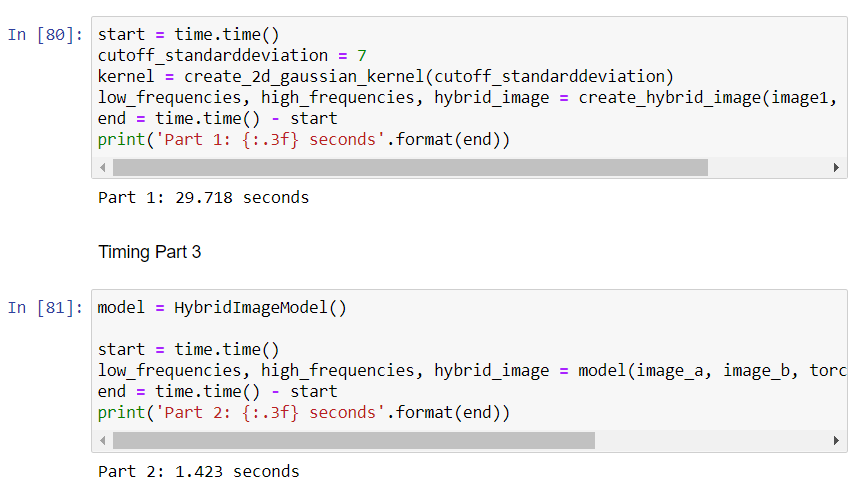 In [80]: start = time.time()
cutoff_standarddeviation = 7
kernel = create_2d_gaussian_kernel(cutoff_standarddeviation)
low_frequencies, high_frequencies, hybrid_image = create_hybrid_image(image1,
end = time.time() - start
print('Part 1: {:.3f} seconds'.format(end))
Part 1: 29.718 seconds
Timing Part 3
In [81]: model = HybridImageModel()
start = time.time()
low_frequencies, high_frequencies, hybrid_image = model(image_a, image_b, torc
end = time.time() - start
print('Part 2: {:.3f} seconds'.format(end))
Part 2: 1.423 seconds